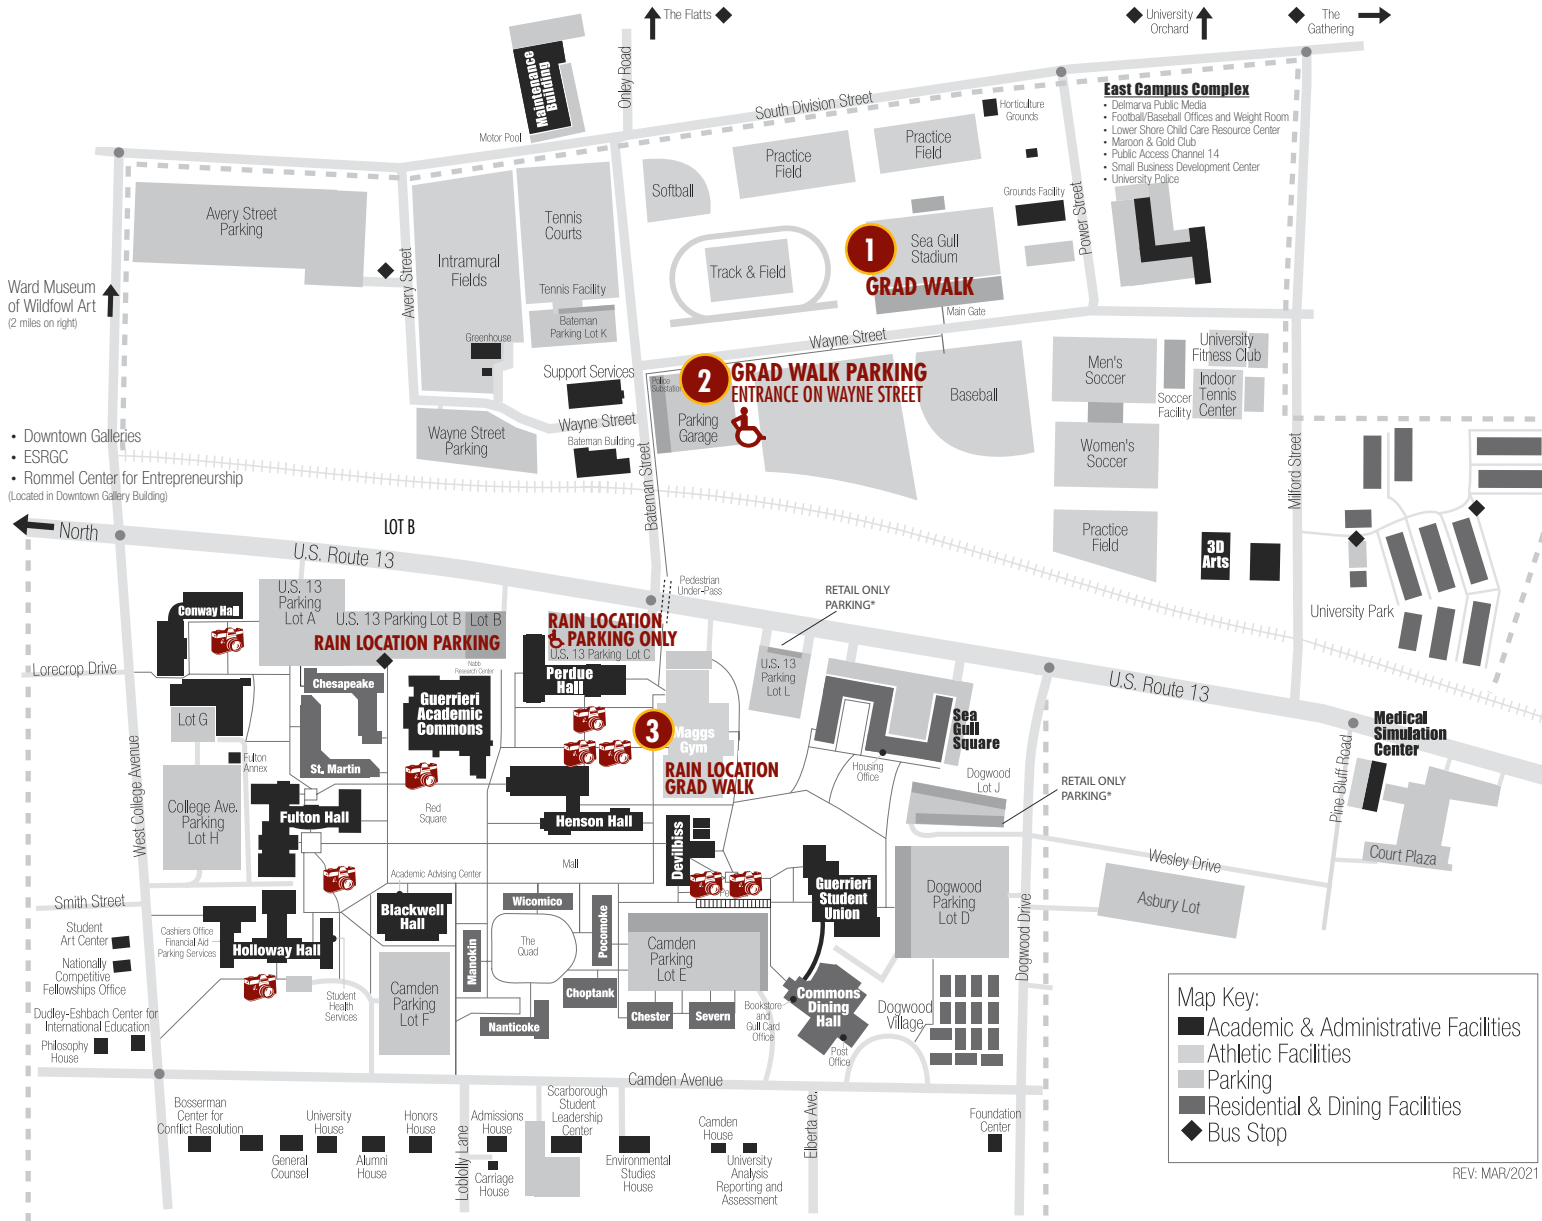 The Flatts
University
Orchard
The
Gathering
Maintenance
Building
Motor Pool
Onley Road
South Division Street
Horticulture
Grounds
East Campus Complex
• Delmarva Public Media
• Football/Baseball Offices and Weight Room
• Lower Shore Child Care Resource Center
• Maroon & Gold Club
• Public Access Channel 14
• Small Business Development Center
• University Police
Practice
Field
Practice
Field
Softball
Grounds Facility
Power Street
Avery Street
Parking
Avery Street
Intramural
Fields
Tennis
Courts
Tennis Facility
Bateman
Parking Lot K
Greenhouse
Track & Field
1
Sea Gull
Stadium
GRAD WALK
Main Gate
Ward Museum
of Wildfowl Art
(2 miles on right)
Wayne Street
Support Services
Police
Substation
2
GRAD WALK PARKING
ENTRANCE ON WAYNE STREET
Parking
Garage
Baseball
Men's
Soccer
Soccer
Facility
University
Fitness Club
Indoor
Tennis
Center
Women's
Soccer
Wayne Street
Wayne Street
Parking
Bateman Building
Bateman Street
Milford Street
• Downtown Galleries
• ESRGC
• Rommel Center for Entrepreneurship
(Located in Downtown Gallery Building)
North
LOT B
U.S. Route 13
Practice
Field
3D
Arts
University Park
Pedestrian
Under-Pass
RETAIL ONLY
PARKING*
Conway Hall
U.S. 13
Parking
Lot A
U.S. 13 Parking Lot B
Lot B
RAIN LOCATION PARKING
RAIN LOCATION
PARKING ONLY
U.S. 13 Parking Lot C
Lorecrop Drive
Chesapeake
Nabb
Research Center
Guerrieri
Academic
Commons
Perdue
Hall
U.S. 13
Parking
Lot L
U.S. Route 13
Lot G
Fulton
Annex
St. Martin
3
Maggs
Gym
RAIN LOCATION
GRAD WALK
Sea
Gull
Square
Housing
Office
Dogwood
Lot J
RETAIL ONLY
PARKING*
Medical
Simulation
Center
Pine Bluff Road
West College Avenue
College Ave.
Parking
Lot H
Fulton Hall
Red
Square
Henson Hall
Devilbiss
Mall
Wesley Drive
Court Plaza
Academic Advising Center
Smith Street
Student
Art Center
Nationally
Competitive
Fellowships Office
Dudley-Eshbach Center for
International Education
Philosophy
House
Cashiers Office
Financial Aid
Parking Services
Holloway Hall
Student
Health
Services
Blackwell
Hall
Camden
Parking
Lot F
Wicomico
Manokin
The
Quad
Pocomoke
Choptank
Nanticoke
Camden
Parking
Lot E
Chester
Severn
Guerrieri
Student
Union
Commons
Dining
Hall
Bookstore
and
Gull Card
Office
Post
Office
Dogwood
Parking
Lot D
Dogwood
Village
Dogwood Drive
Asbury Lot
Camden Avenue
Bosserman
Center for
Conflict Resolution
General
Counsel
University
House
Alumni
House
Honors
House
Loblolly Lane
Admissions
House
Carriage
House
Scarborough
Student
Leadership
Center
Environmental
Studies
House
Camden
House
University
Analysis
Reporting and
Assessment
Elberta Ave.
Foundation
Center
Map Key:
Academic & Administrative Facilities
Athletic Facilities
Parking
Residential & Dining Facilities
Bus Stop
REV: MAR/2021